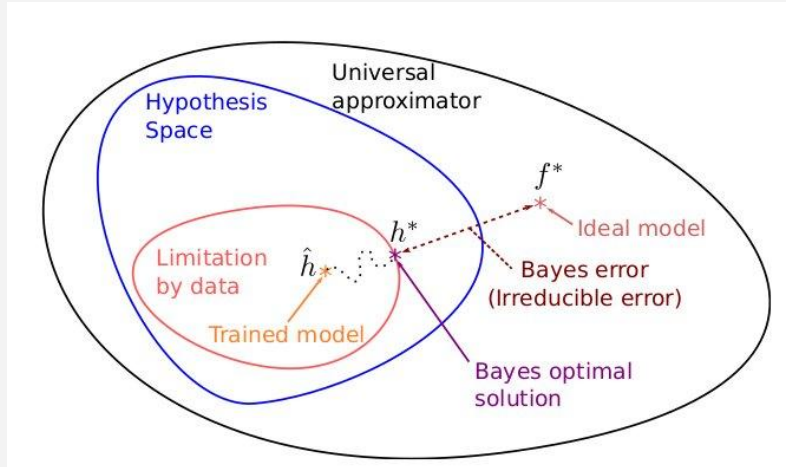 Universal
approximator
Hypothesis
Space
f*
Ideal model
h*
Limitation
by data
ĥ
Bayes error
(Irreducible error)
Trained model
Bayes optimal
solution